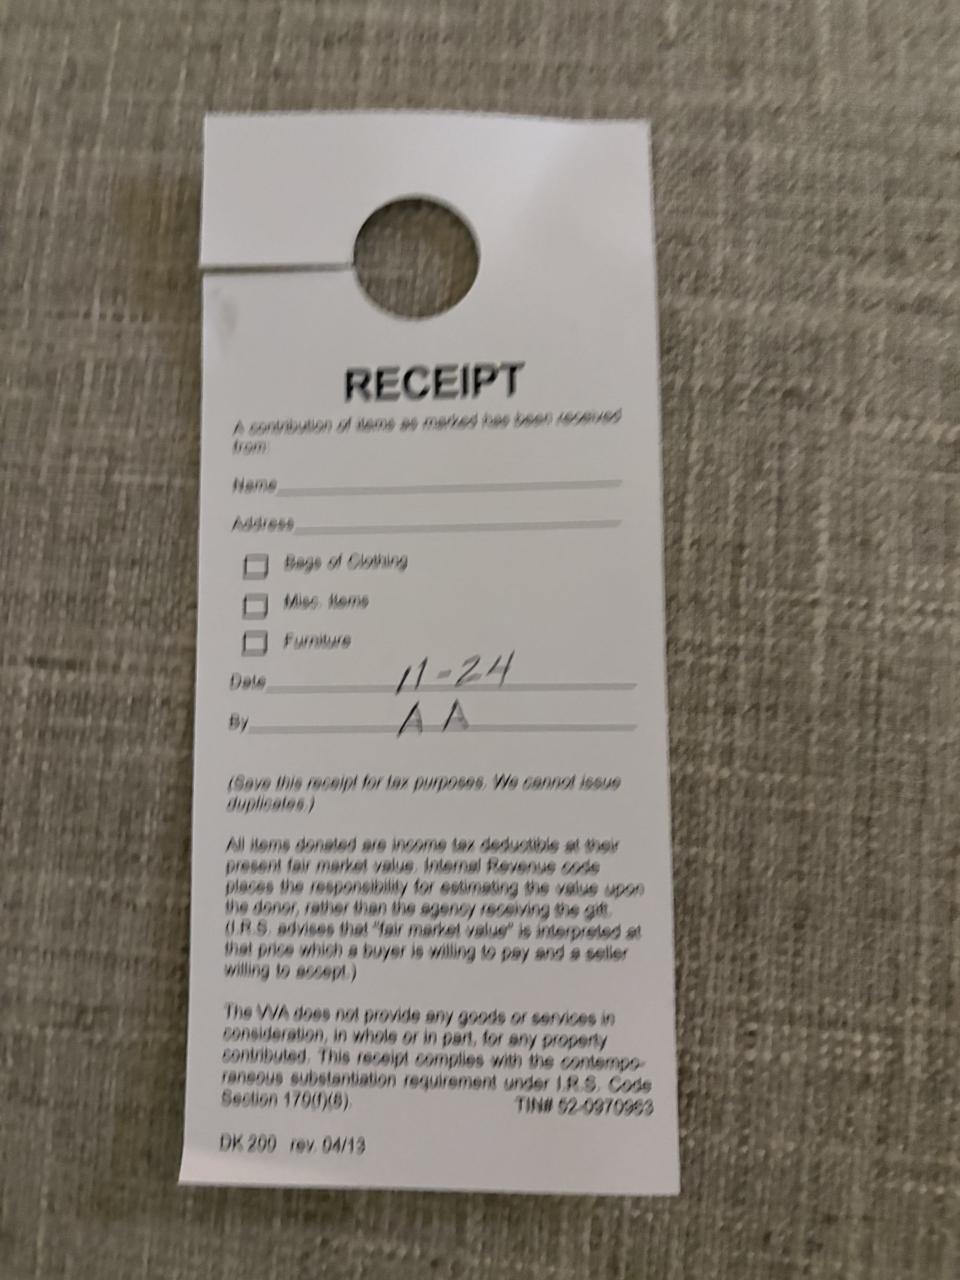 RECEIPT
A contribution of items as marked has been received
from:
Name
Address
Bags of Clothing
Misc. Items
Furniture
Date 11-24
By A A
(Save this receipt for tax purposes. We cannot issue
duplicates.)
All items donated are income tax deductible at their
present fair market value. Internal Revenue code
places the responsibility for estimating the value upon
the donor, rather than the agency receiving the gift.
(I.R.S. advises that "fair market value" is interpreted at
that price which a buyer is willing to pay and a seller
willing to accept.)
The VVA does not provide any goods or services in
consideration, in whole or in part, for any property
contributed. This receipt complies with the contempo-
raneous substantiation requirement under I.R.S. Code
Section 170(f)(8). TIN# 52-0970963
DK 200 rev. 04/13